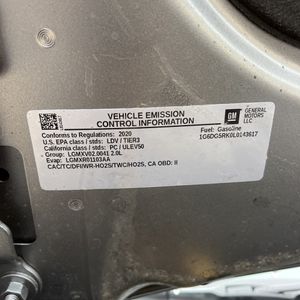 VEHICLE EMISSION
CONTROL INFORMATION
GM
GENERAL
MOTORS LLC
Conforms to Regulations: 2020
Fuel: Gasoline
U.S. EPA class / stds: LDV / TIER3
1G6DG5RK0L0143617
California class / stds: PC / ULEV50
Group: LGMXV02.0041 2.0L
Evap: LGMXR01103AA
CAC/TC/DFI/WR-HO2S/TWC/HO2S, CA OBD: II